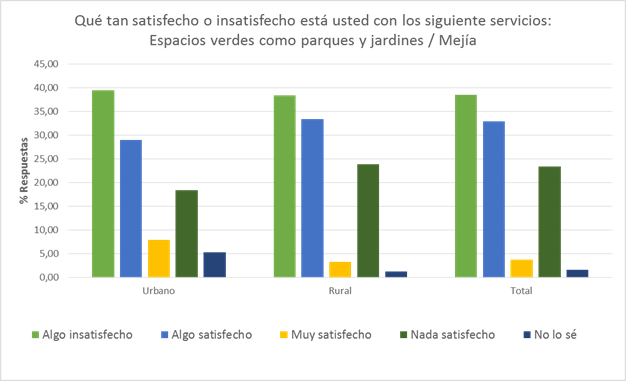 Qué tan satisfecho o insatisfecho está usted con los siguiente servicios:
Espacios verdes como parques y jardines / Mejía
45,00
40,00
35,00
30,00
25,00
20,00
15,00
10,00
5,00
0,00
% Respuestas
Urbano Rural Total
Algo insatisfecho Algo satisfecho Muy satisfecho Nada satisfecho No lo sé